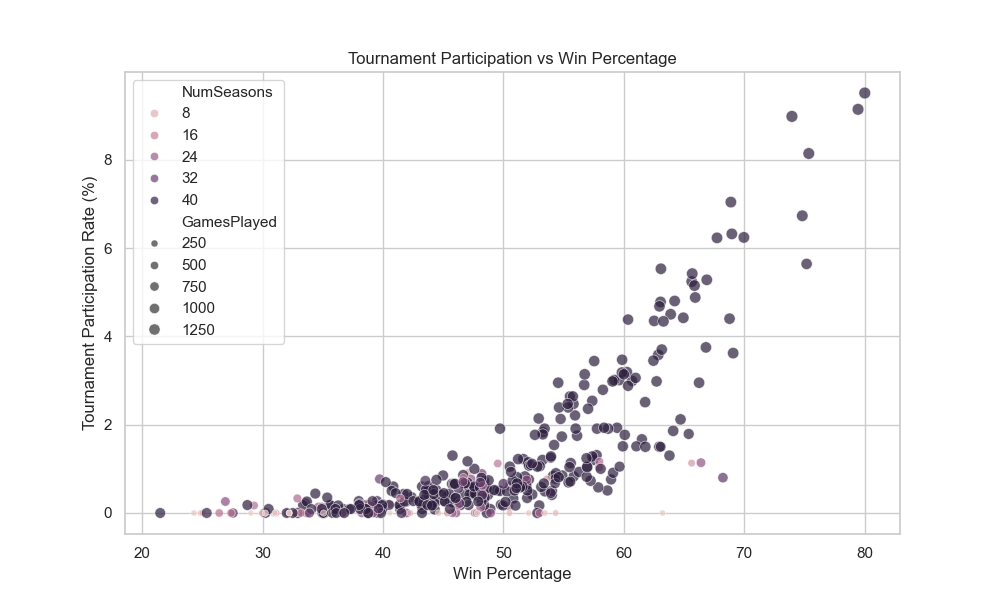 Tournament Participation vs Win Percentage
NumSeasons
8
16
24
32
40
GamesPlayed
250
500
750
1000
1250
8
6
4
2
0
Tournament Participation Rate (%)
20 30 40 50 60 70 80
Win Percentage